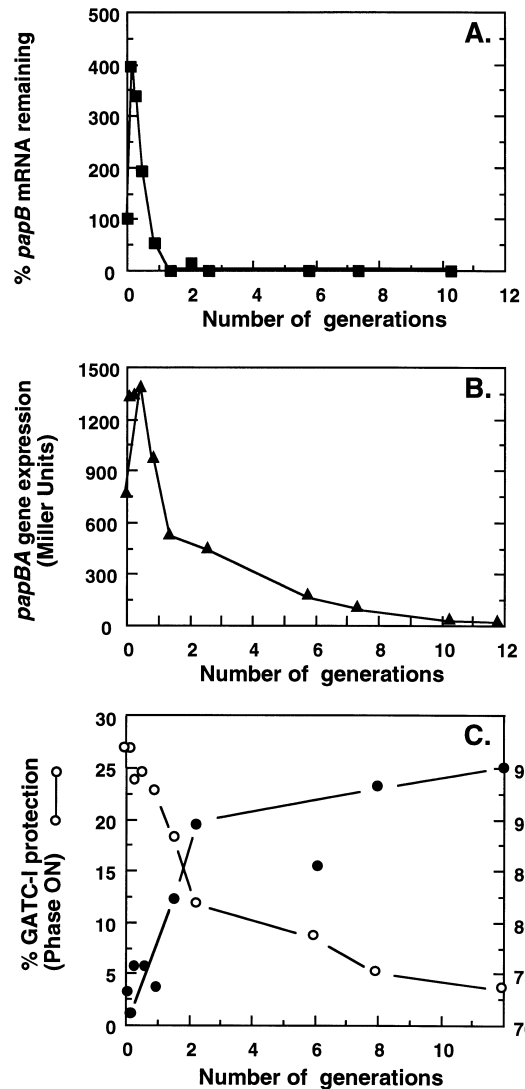 A.
500
400
300
200
100
0
% papB mRNA remaining
0 2 4 6 8 10 12
Number of generations
B.
1500
1200
900
600
300
0
papBA gene expression
(Miller Units)
0 2 4 6 8 10 12
Number of generations
C.
30
25
20
15
10
5
0
% GATC-I protection
(Phase ON)
0 2 4 6 8 10 12
Number of generations